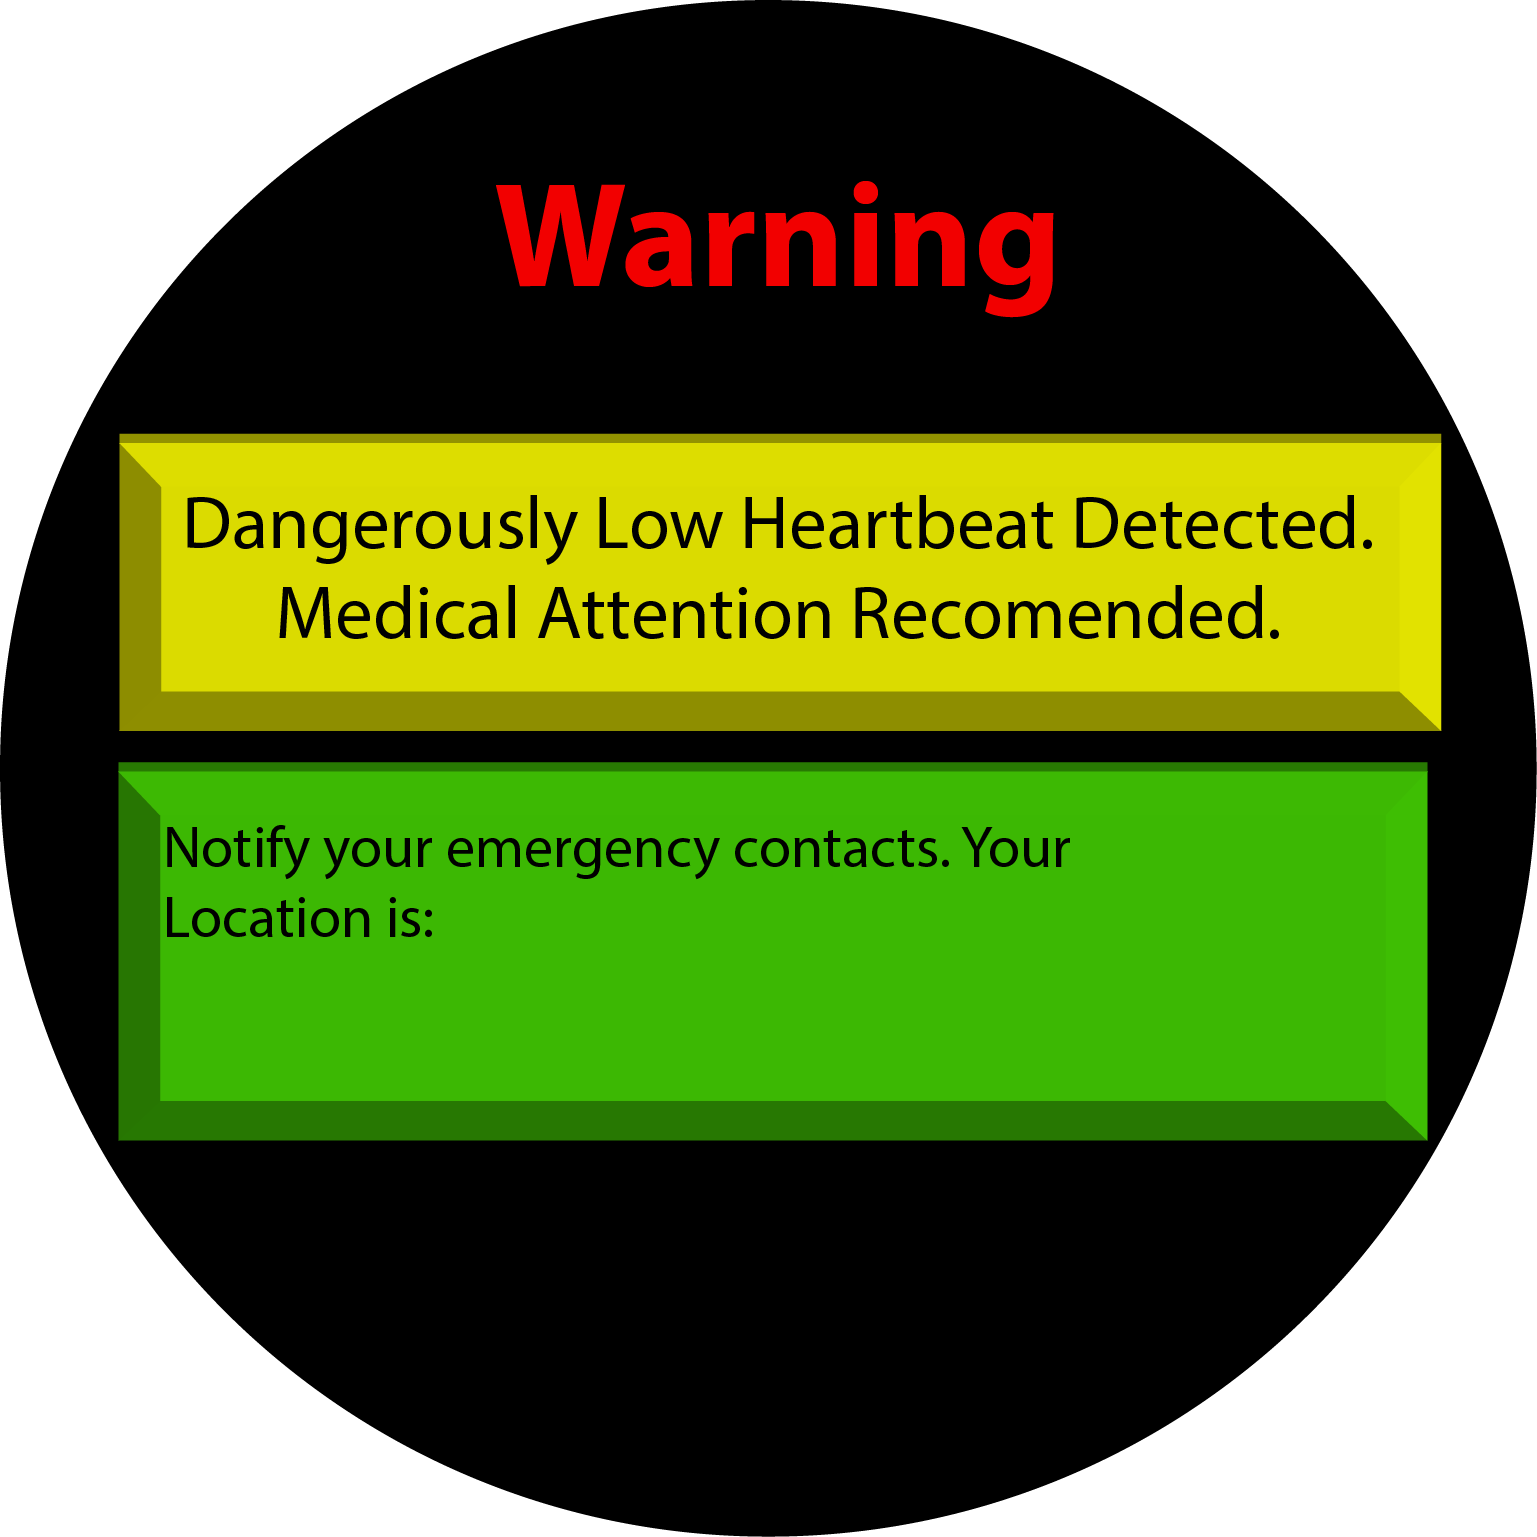 Warning
Dangerously Low Heartbeat Detected.
Medical Attention Recomended.
Notify your emergency contacts. Your
Location is: